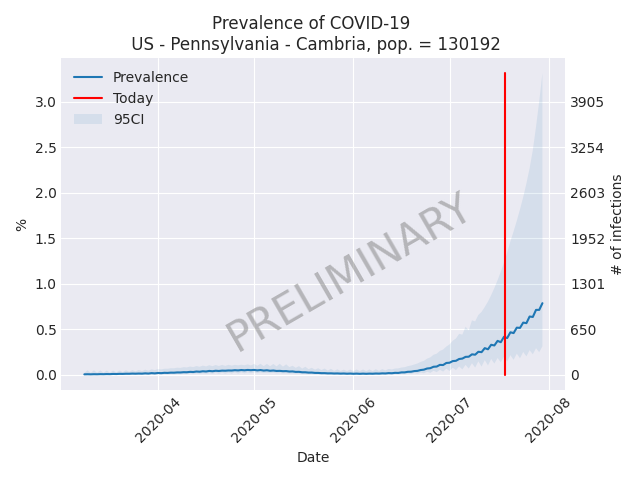 Prevalence of COVID-19
US - Pennsylvania - Cambria, pop. = 130192
Prevalence
Today
95CI
PRELIMINARY
%
3.0
2.5
2.0
1.5
1.0
0.5
0.0
3905
3254
2603
1952
1301
650
0
# of infections
2020-04
2020-05
2020-06
2020-07
2020-08
Date